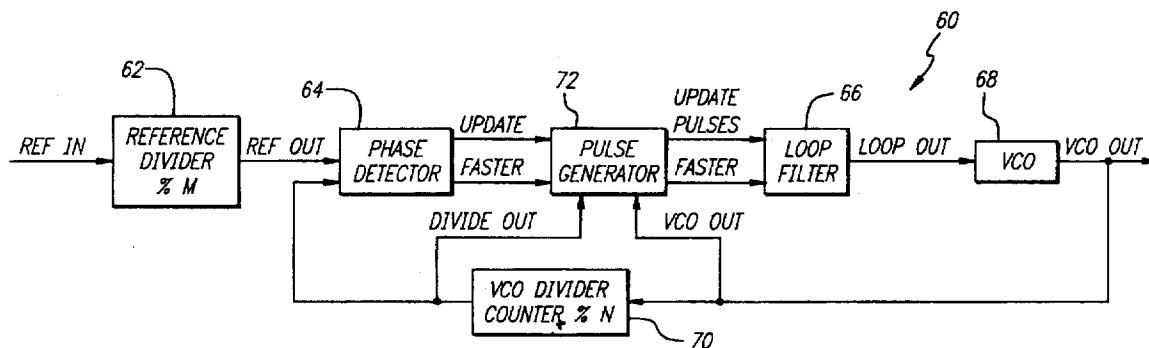 60
62
64
72
66
68
UPDATE
PULSES
REF IN
REFERENCE
DIVIDER
% M
REF OUT
PHASE
DETECTOR
UPDATE
FASTER
PULSE
GENERATOR
FASTER
LOOP
FILTER
LOOP OUT
VCO
VCO OUT
DIVIDE OUT
VCO OUT
VCO DIVIDER
COUNTER % N
70